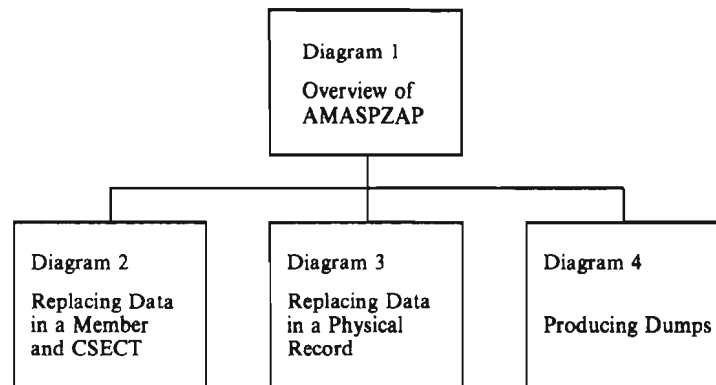 Diagram 1
Overview of
AMASPZAP
Diagram 2
Replacing Data
in a Member
and CSECT
Diagram 3
Replacing Data
in a Physical
Record
Diagram 4
Producing Dumps